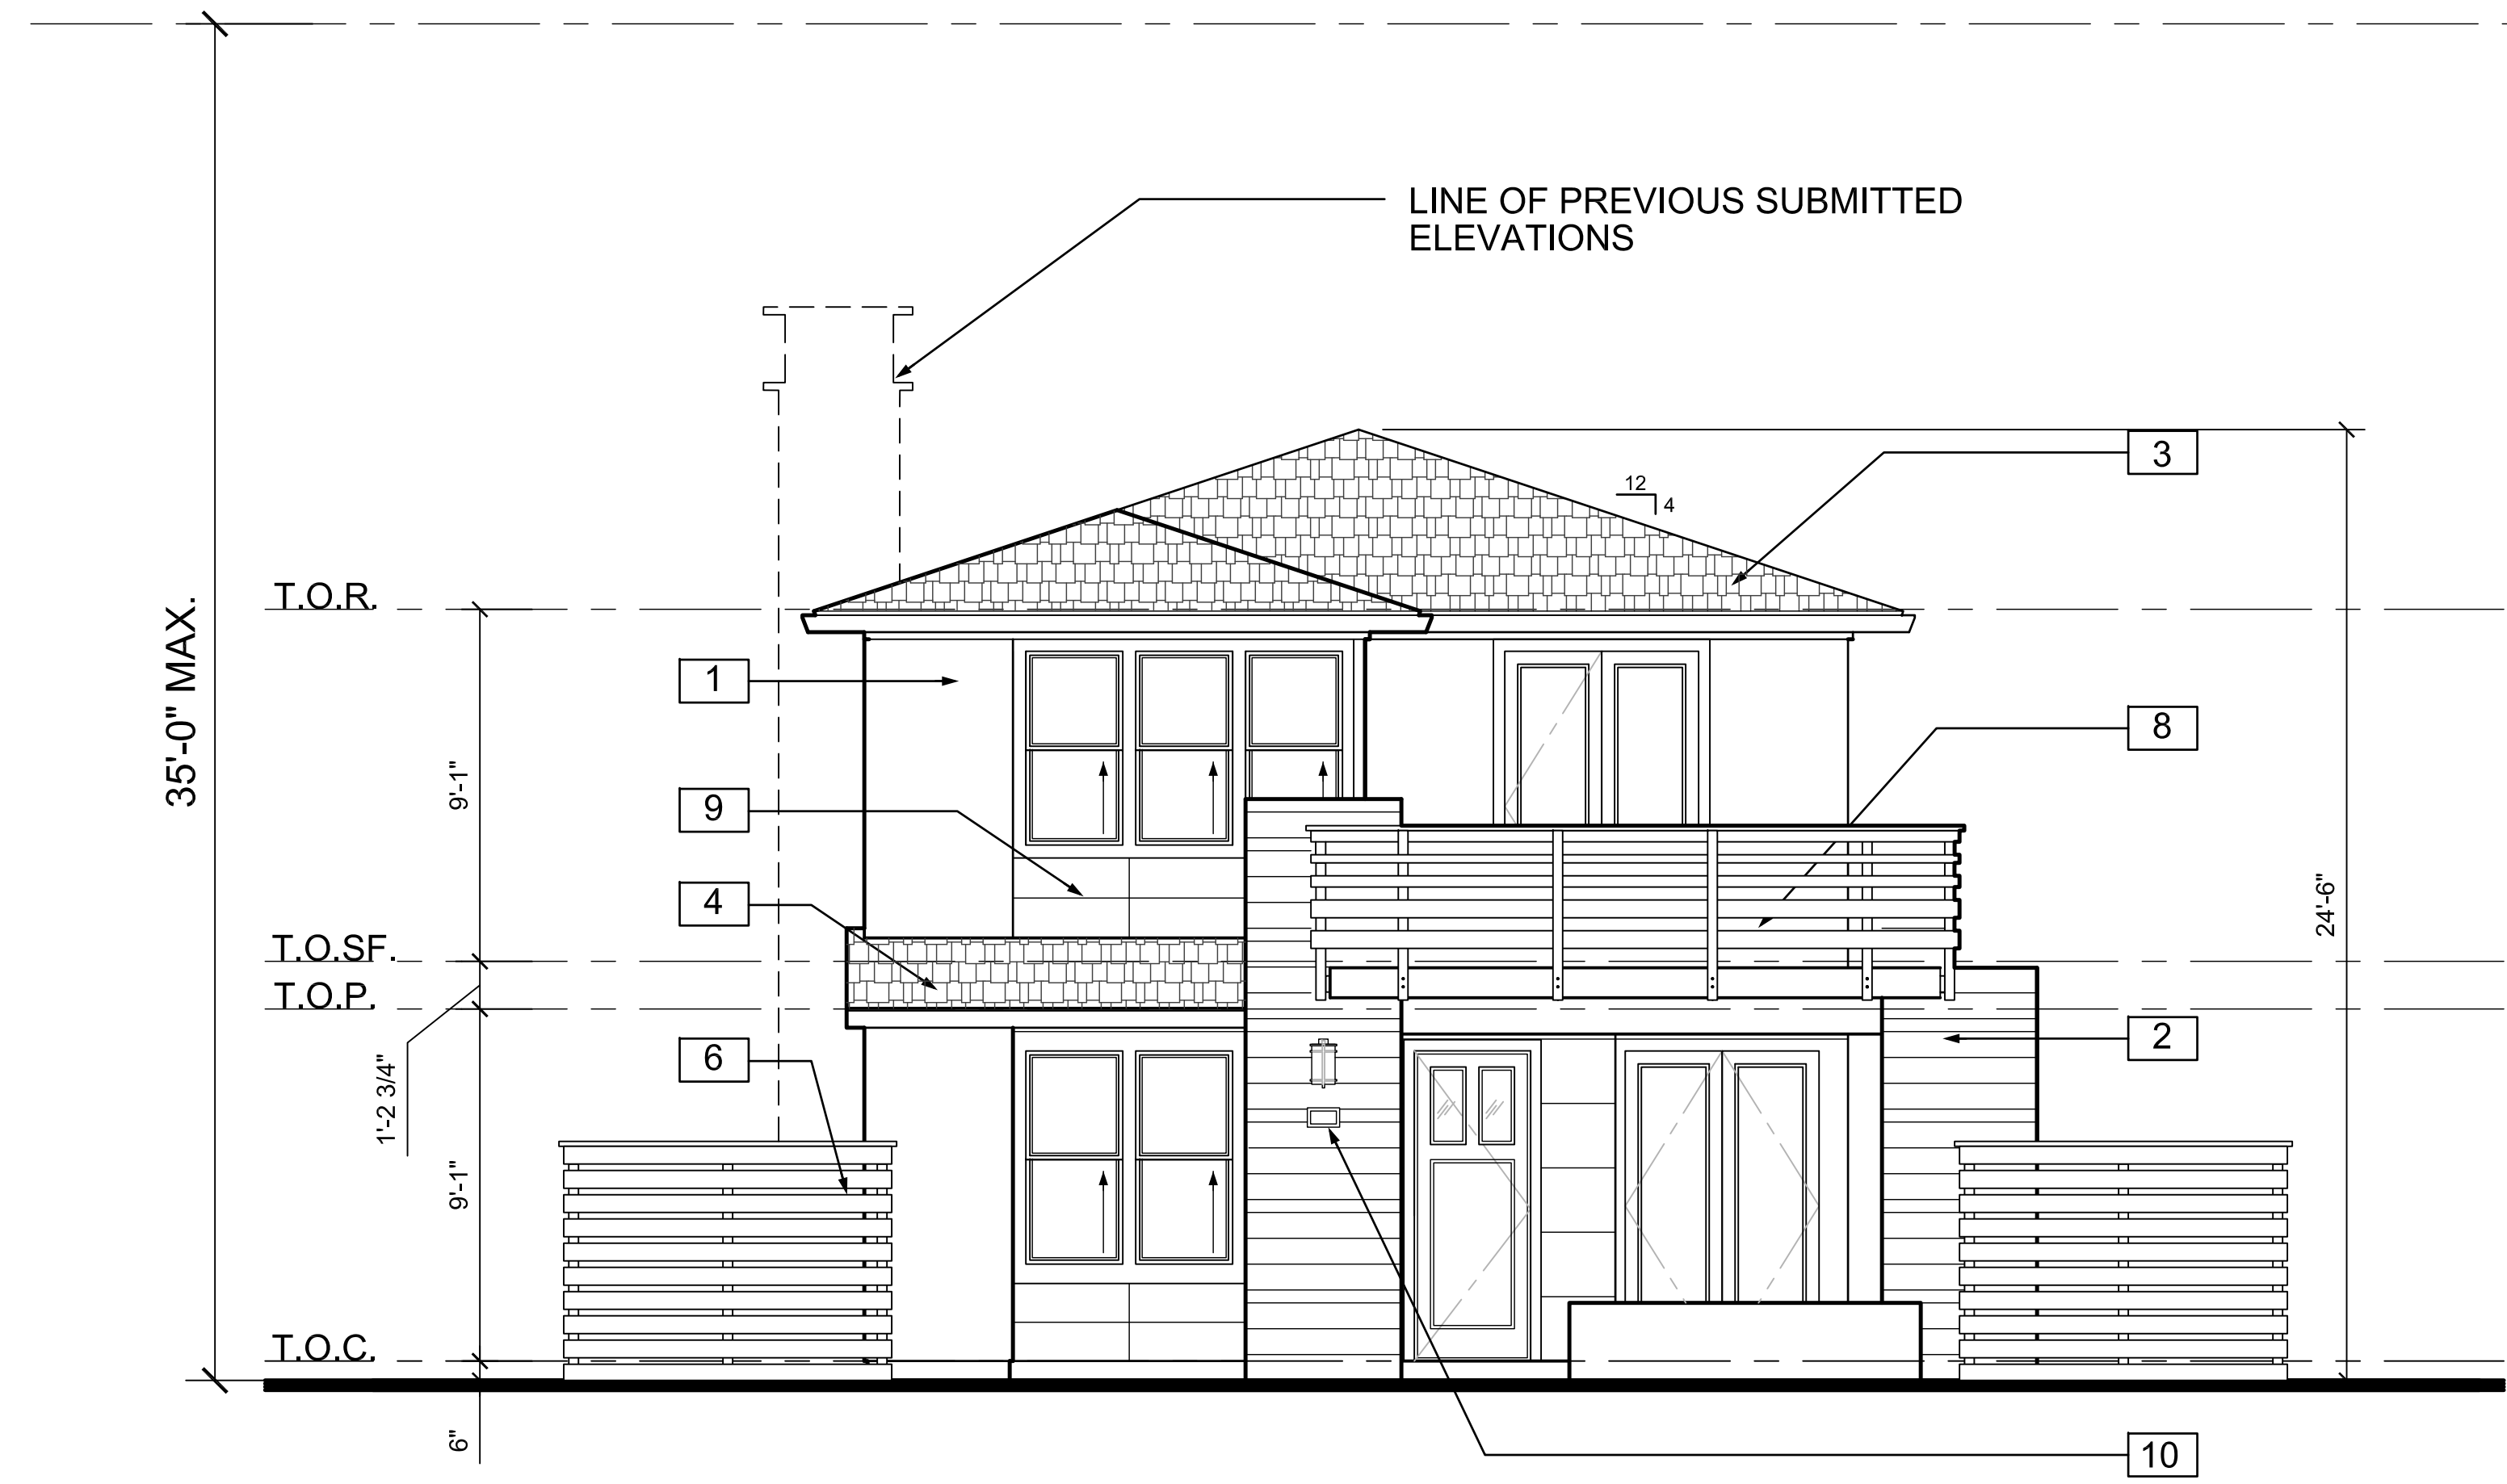 LINE OF PREVIOUS SUBMITTED
ELEVATIONS
3
12
4
T.O.R.
35'-0" MAX.
1
8
9'-1"
9
4
24'-6"
T.O.SF.
T.O.P.
2
6
1'-2 3/4"
9'-1"
T.O.C.
6"
10